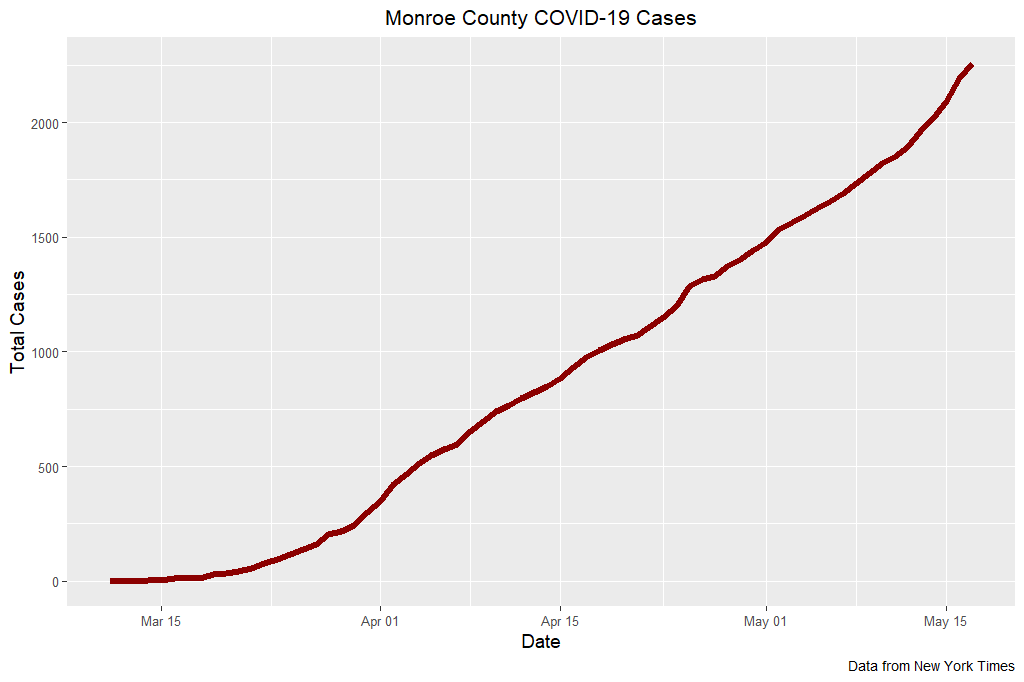 Monroe County COVID-19 Cases
Total Cases
2000
1500
1000
500
0
Mar 15 Apr 01 Apr 15 May 01 May 15
Date
Data from New York Times